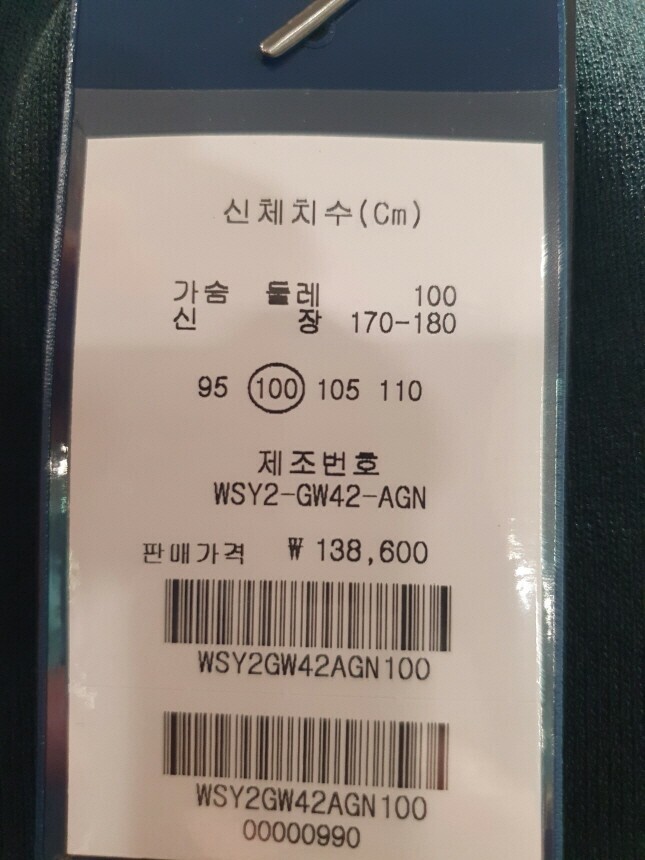 신체치수(Cm)
가슴 둘레 100
신 장 170-180
95 100 105 110
제조번호
WSY2-GW42-AGN
판매가격 ₩ 138,600
WSY2GW42AGN100
WSY2GW42AGN100
00000990